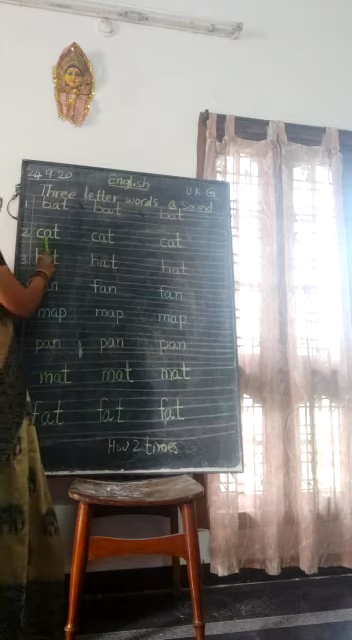 24.9.20 English U.K.G
Three letter words a Sound
1. bat bat bat
2. cat cat cat
3. hat hat hat
fan fan
map map map
pan pan pan
mat mat mat
fat fat fat
2 times